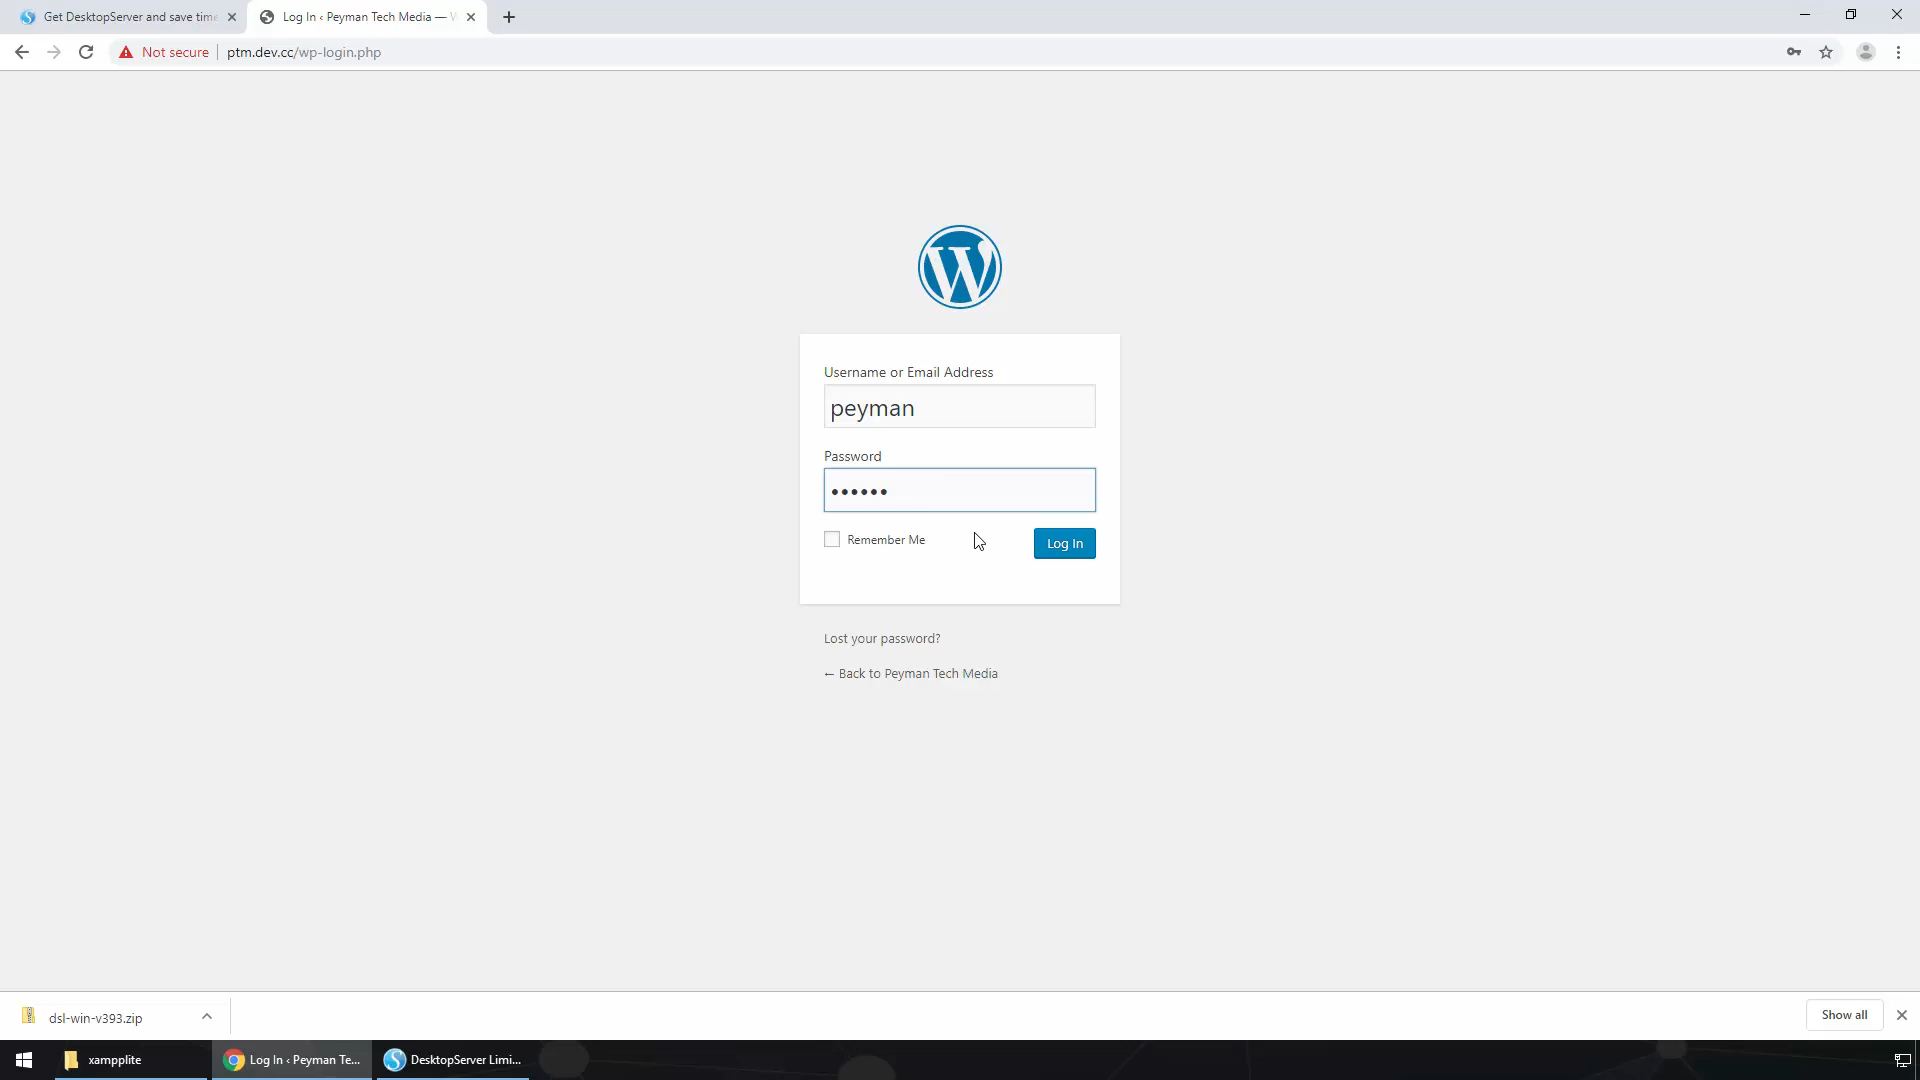 Get DesktopServer and save time
Log In ‹ Peyman Tech Media —
Not secure
ptm.dev.cc/wp-login.php
Username or Email Address
peyman
Password
••••••
Remember Me
Log In
Lost your password?
← Back to Peyman Tech Media
dsl-win-v393.zip
Show all
xampplite
Log In ‹ Peyman Te...
DesktopServer Limi...